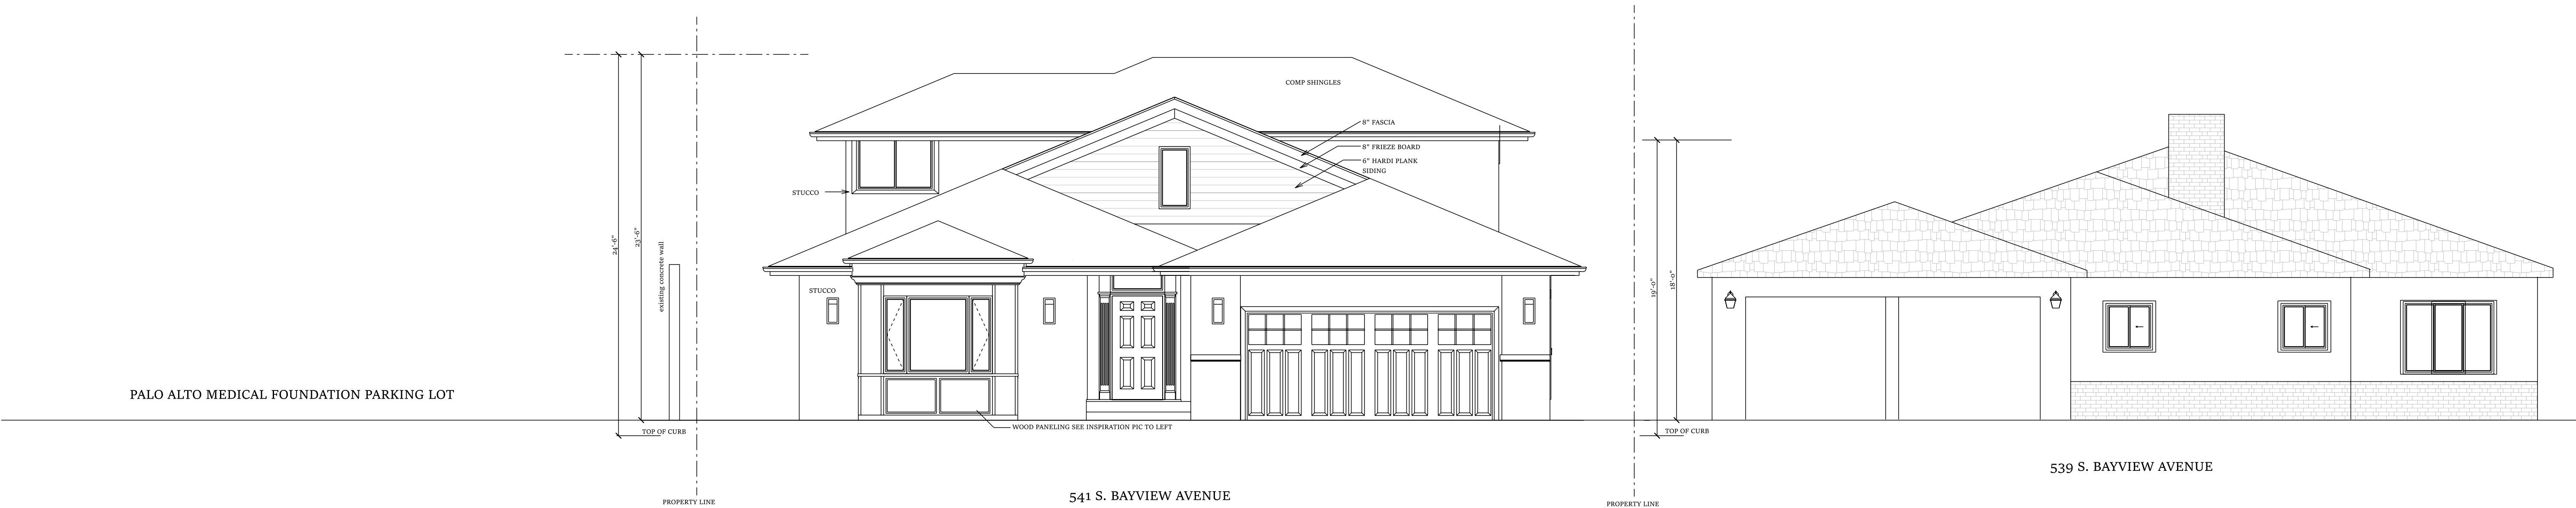 COMP SHINGLES
8" FASCIA
8" FRIEZE BOARD
6" HARDI PLANK
SIDING
STUCCO
24'-6"
23'-6"
existing concrete wall
STUCCO
19'-0"
18'-0"
PALO ALTO MEDICAL FOUNDATION PARKING LOT
TOP OF CURB
WOOD PANELING SEE INSPIRATION PIC TO LEFT
TOP OF CURB
539 S. BAYVIEW AVENUE
541 S. BAYVIEW AVENUE
PROPERTY LINE
PROPERTY LINE